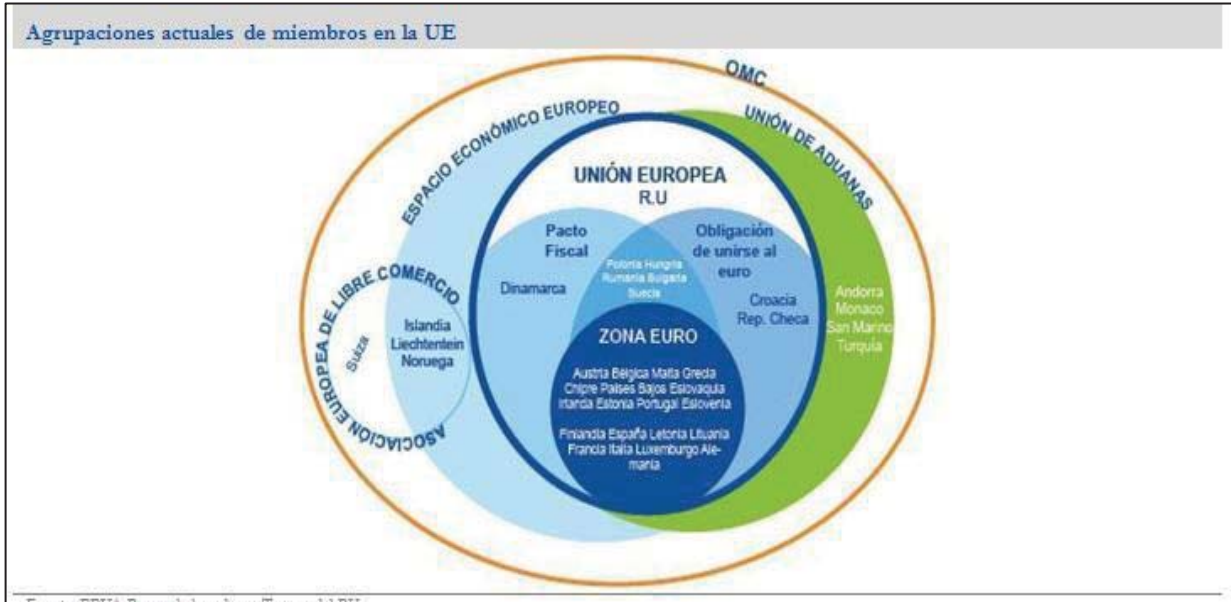 Agrupaciones actuales de miembros en la UE
OMC
ESPACIO ECONÓMICO EUROPEO
UNIÓN DE ADUANAS
UNIÓN EUROPEA
R.U
Pacto
Fiscal
Obligación
de unirse al
euro
Polonia Hungría
Rumania Bulgaria
Suecia
Dinamarca
Croacia
Rep. Checa
Andorra
Monaco
San Marino
Turquía
ASOCIACIÓN EUROPEA DE LIBRE COMERCIO
Suiza
Islandia
Liechtentein
Noruega
ZONA EURO
Austria Bélgica Malta Grecia
Chipre Países Bajos Eslovaquia
Irlanda Estonia Portugal Eslovenia
Finlandia España Letonia Lituania
Francia Italia Luxemburgo Ale-
mania